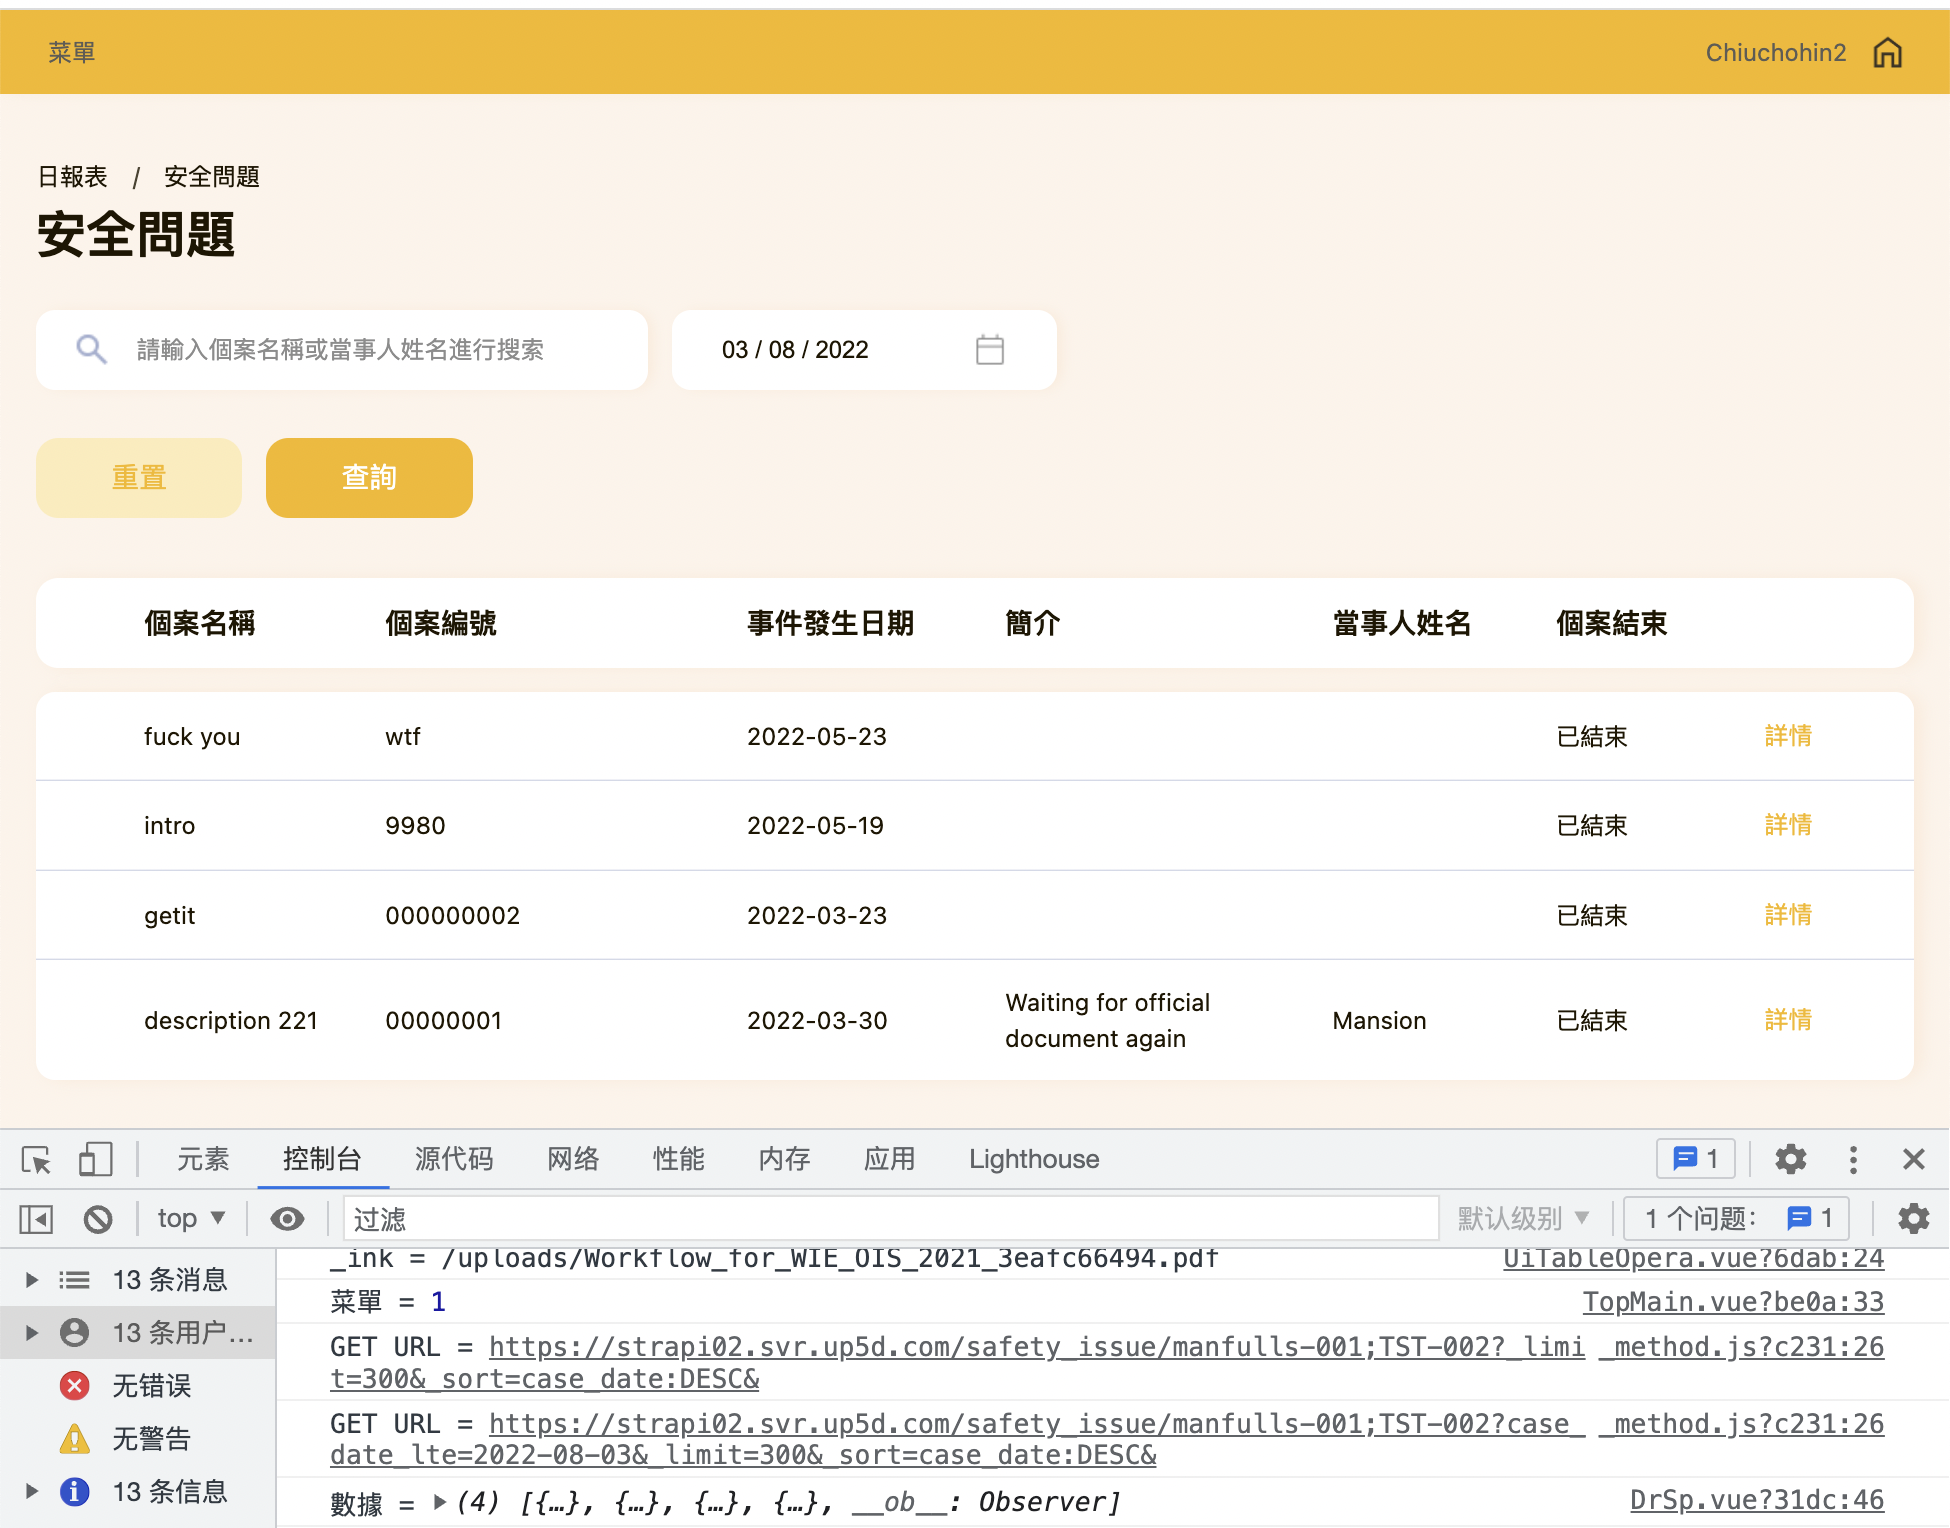 菜單
Chiuchohin2
日報表 / 安全問題
安全問題
請輸入個案名稱或當事人姓名進行搜索
03 / 08 / 2022
重置
查詢
個案名稱 個案編號 事件發生日期 簡介 當事人姓名 個案結束
fuck you wtf 2022-05-23 已結束 詳情
intro 9980 2022-05-19 已結束 詳情
getit 000000002 2022-03-23 已結束 詳情
description 221 00000001 2022-03-30 Waiting for official
document again Mansion 已結束 詳情
元素 控制台 源代码 网络 性能 内存 应用 Lighthouse 1
top 过滤 默认级别 1 个问题: 1
13 条消息
13 条用户…
无错误
无警告
13 条信息
_ink = /uploads/Workflow_for_WIE_OIS_2021_3eafc66494.pdf UiTableOpera.vue?6dab:24
菜單 = 1 TopMain.vue?be0a:33
GET URL = https://strapi02.svr.up5d.com/safety_issue/manfulls-001;TST-002?_limi _method.js?c231:26
t=300&_sort=case_date:DESC&
GET URL = https://strapi02.svr.up5d.com/safety_issue/manfulls-001;TST-002?case_ _method.js?c231:26
date_lte=2022-08-03&_limit=300&_sort=case_date:DESC&
數據 = (4) [{…}, {…}, {…}, {…}, __ob__: Observer] DrSp.vue?31dc:46